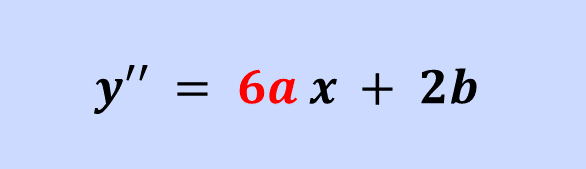 y'' = 6a x + 2b